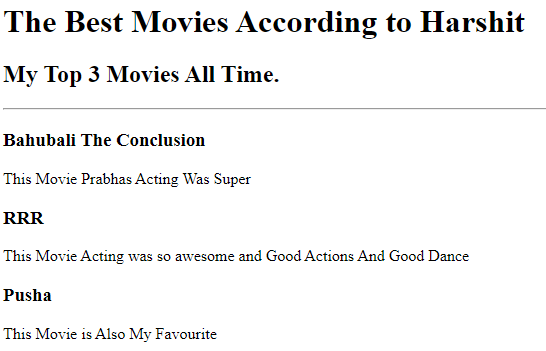 The Best Movies According to Harshit
My Top 3 Movies All Time.
Bahubali The Conclusion
This Movie Prabhas Acting Was Super
RRR
This Movie Acting was so awesome and Good Actions And Good Dance
Pusha
This Movie is Also My Favourite